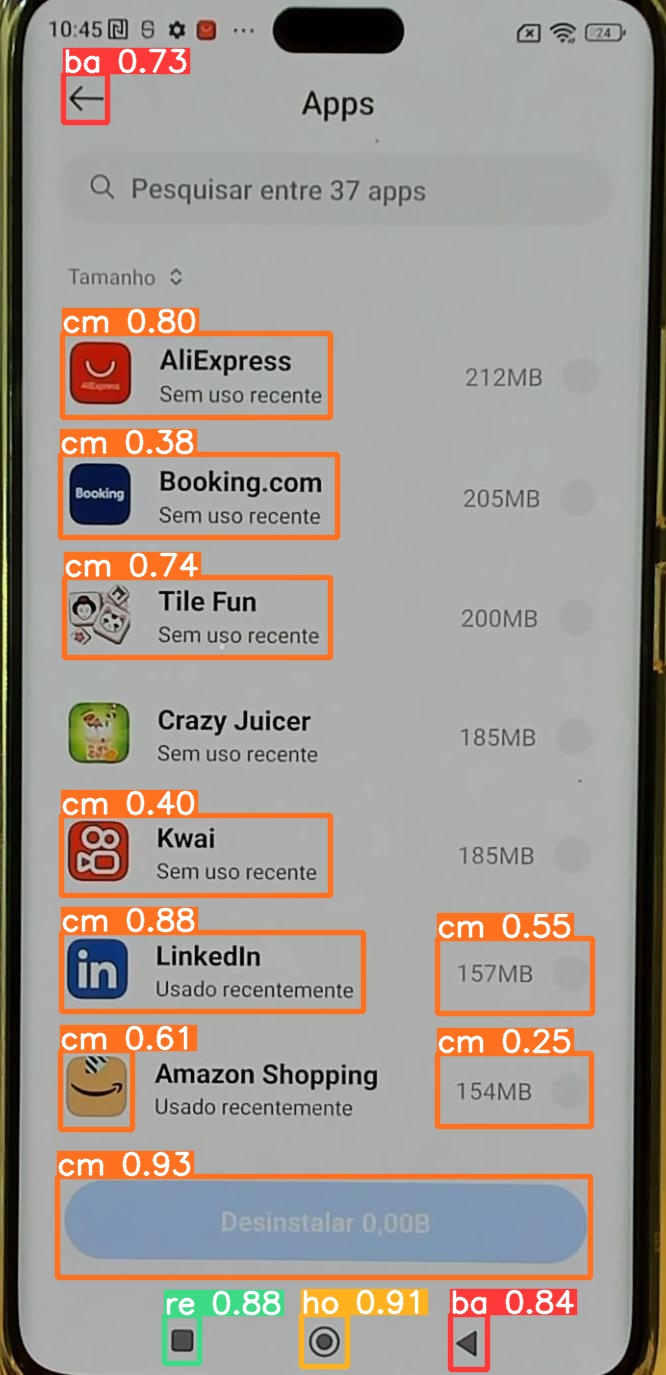 10:45 ... 24
ba 0.73
Apps
Pesquisar entre 37 apps
Tamanho
cm 0.80
AliExpress
AliExpress
Sem uso recente
212MB
cm 0.38
Booking
Booking.com
Sem uso recente
205MB
cm 0.74
Tile Fun
Sem uso recente
200MB
Crazy Juicer
Sem uso recente
185MB
cm 0.40
Kwai
Sem uso recente
185MB
cm 0.88
in
LinkedIn
Usado recentemente
cm 0.55
157MB
cm 0.61
Amazon Shopping
Usado recentemente
cm 0.25
154MB
cm 0.93
Desinstalar 0,00B
re 0.88 ho 0.91 ba 0.84